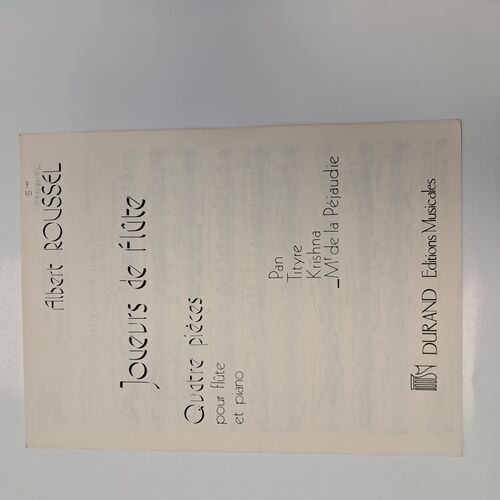 Albert ROUSSEL
Joueurs de flûte
Quatre pièces
pour flûte
et piano
Pan
Tityre
Krishna
_Mr de la Péjaudie
DURAND Editions Musicales